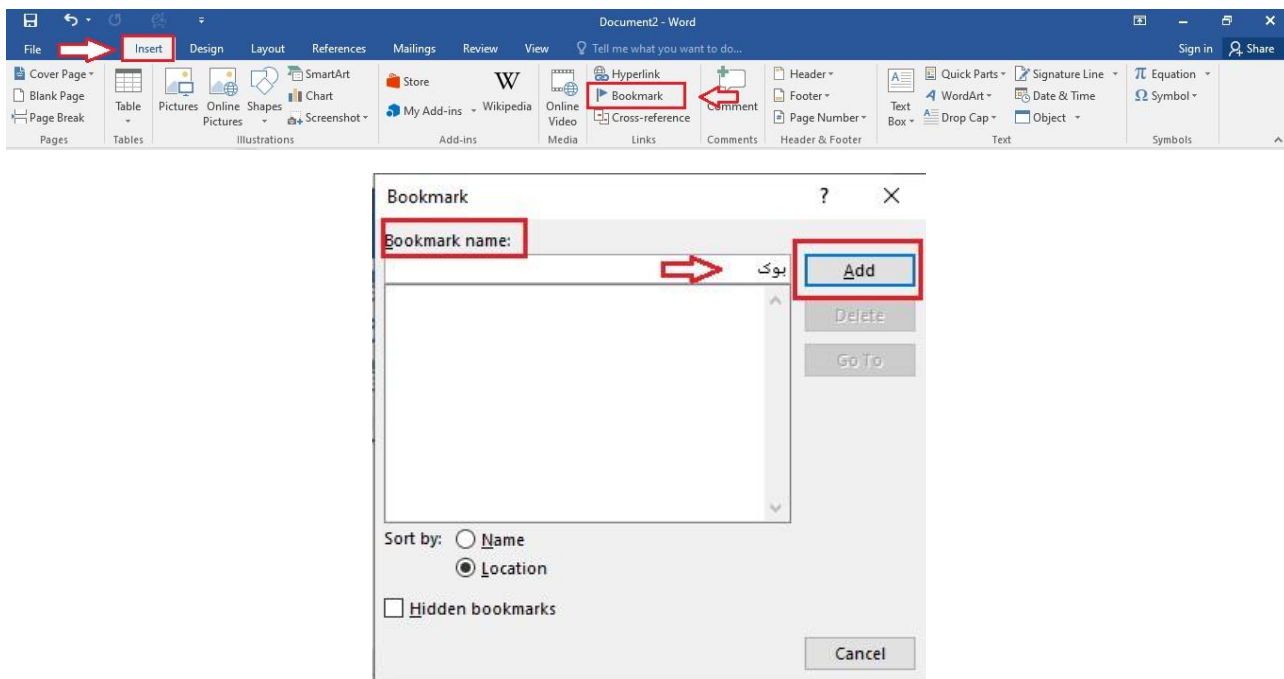 Document2 - Word
File Insert Design Layout References Mailings Review View Tell me what you want to do... Sign in Share
Cover Page
Blank Page
Page Break
Pages
Table
Tables
Pictures Online Pictures Shapes
SmartArt
Chart
Screenshot
Illustrations
Store
My Add-ins
W
Wikipedia
Add-ins
Online Video
Media
Hyperlink
Bookmark
Cross-reference
Links
Comment
Comments
Header
Footer
Page Number
Header & Footer
A
Text Box
Quick Parts
WordArt
Drop Cap
Signature Line
Date & Time
Object
Text
π Equation
Ω Symbol
Symbols
Bookmark ? ×
Bookmark name:
بوک
Add
Delete
Go To
Sort by: Name
Location
Hidden bookmarks
Cancel